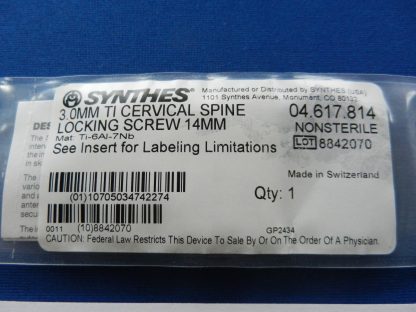 SYNTHES®
Manufactured or Distributed by SYNTHES (USA)
1101 Synthes Avenue, Monument, CO 80132
3.0MM TI CERVICAL SPINE
LOCKING SCREW 14MM
04.617.814
NONSTERILE
Mat: Ti-6Al-7Nb
LOT 8842070
See Insert for Labeling Limitations
Made in Switzerland
(01)10705034742274
Qty: 1
0011
(10)8842070
GP2434
CAUTION: Federal Law Restricts This Device To Sale By Or On The Order Of A Physician.